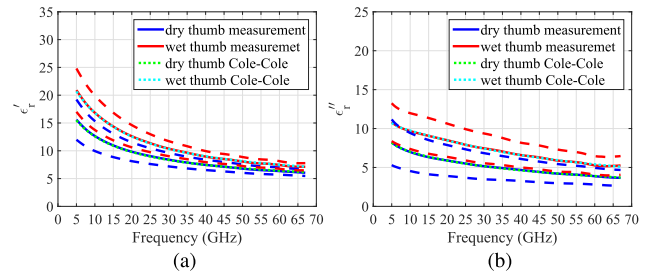 35
30
25
20
15
10
5
0
ϵ′r
dry thumb measurement
wet thumb measuremet
dry thumb Cole-Cole
wet thumb Cole-Cole
0 5 10 15 20 25 30 35 40 45 50 55 60 65 70
Frequency (GHz)
(a)
25
20
15
10
5
0
ϵ″r
dry thumb measurement
wet thumb measuremet
dry thumb Cole-Cole
wet thumb Cole-Cole
0 5 10 15 20 25 30 35 40 45 50 55 60 65 70
Frequency (GHz)
(b)